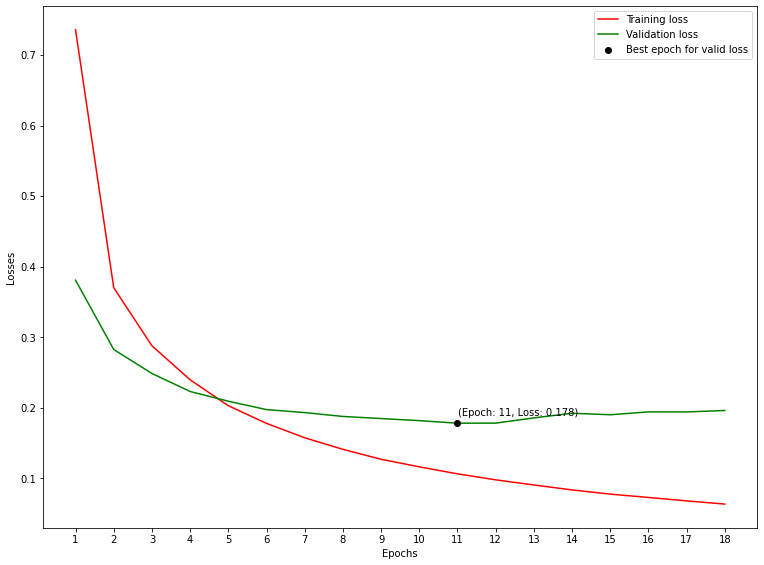 Training loss
Validation loss
Best epoch for valid loss
0.7
0.6
0.5
0.4
0.3
0.2
0.1
Losses
(Epoch: 11, Loss: 0.178)
1 2 3 4 5 6 7 8 9 10 11 12 13 14 15 16 17 18
Epochs